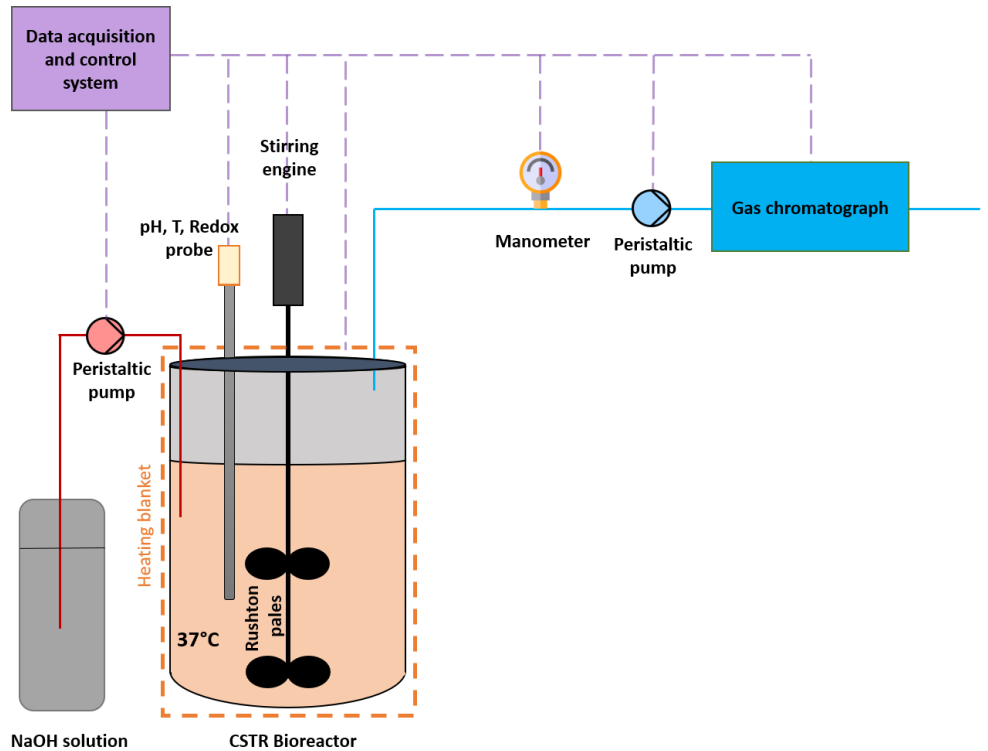 Data acquisition
and control
system
Stirring
engine
pH, T, Redox
probe
Manometer
Peristaltic
pump
Gas chromatograph
Peristaltic
pump
Heating blanket
37°C
Rushton
pales
NaOH solution
CSTR Bioreactor